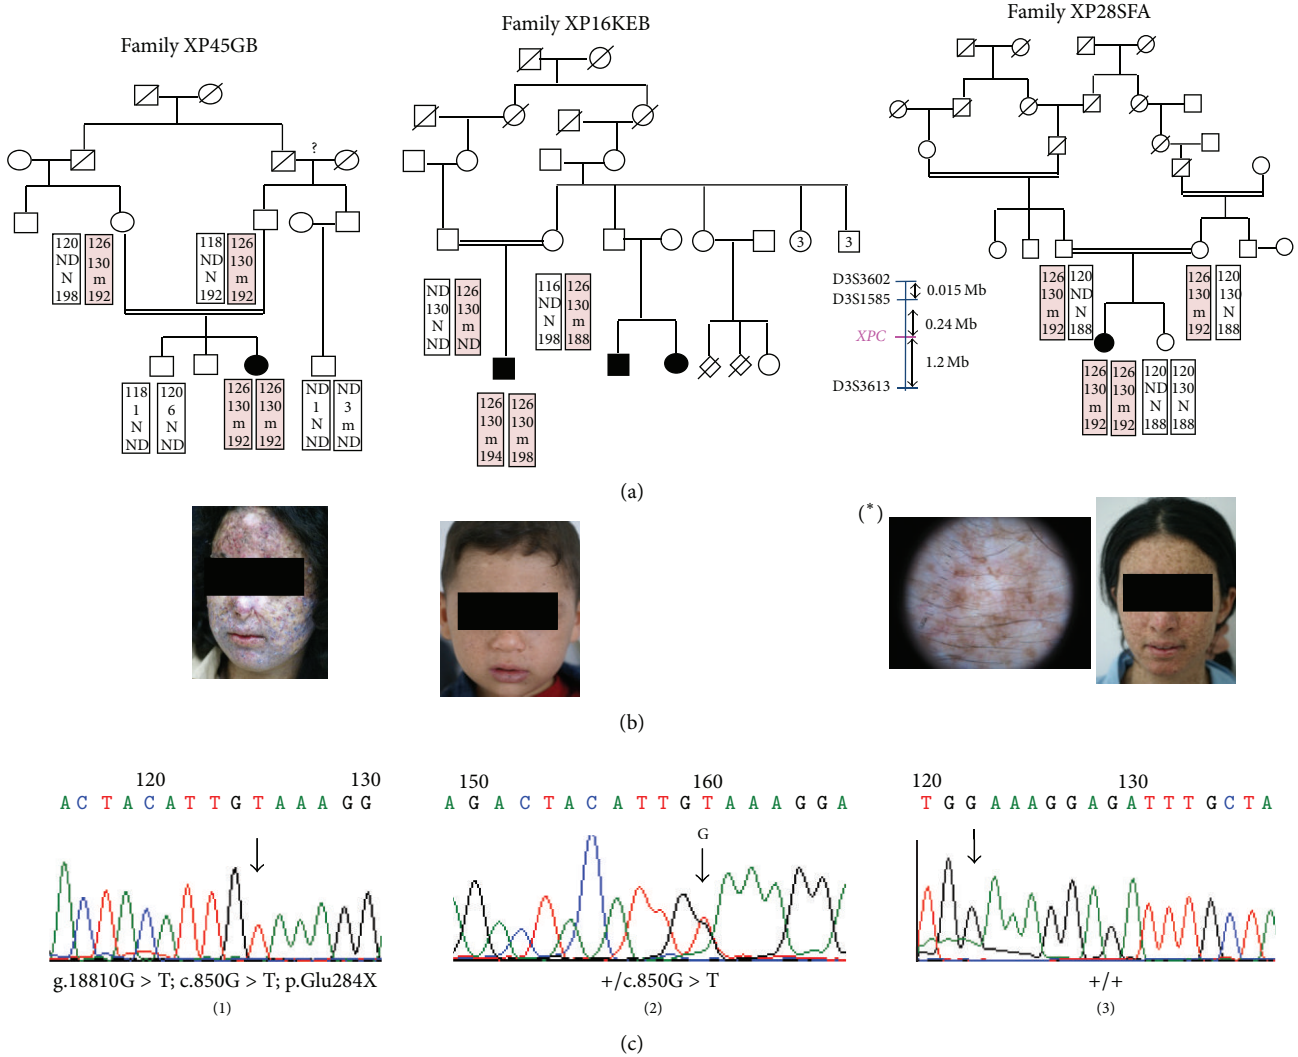 Family XP45GB
Family XP16KEB
Family XP28SFA
?
3
3
120 126
ND 130
N m
198 192
118 126
ND 130
N m
192 192
118 120
1 6
N N
ND ND
126 126
130 130
m m
192 192
ND ND
1 3
N m
ND ND
ND 126
130 130
N m
ND ND
116 126
ND 130
N m
198 188
126 126
130 130
m m
194 198
D3S3602
D3S1585
XPC
D3S3613
0.015 Mb
0.24 Mb
1.2 Mb
126 120
130 ND
m N
192 188
126 120
130 130
m N
192 188
126 126
130 130
m m
192 192
120 120
ND 130
N N
188 188
(a)
(*)
(b)
120 130
A C T A C A T T G T A A A G G
g.18810G > T; c.850G > T; p.Glu284X
(1)
150 160
A G A C T A C A T T G T A A A G G A
G
+/c.850G > T
(2)
120 130
T G G A A A G G A G A T T T G C T A
+/+
(3)
(c)